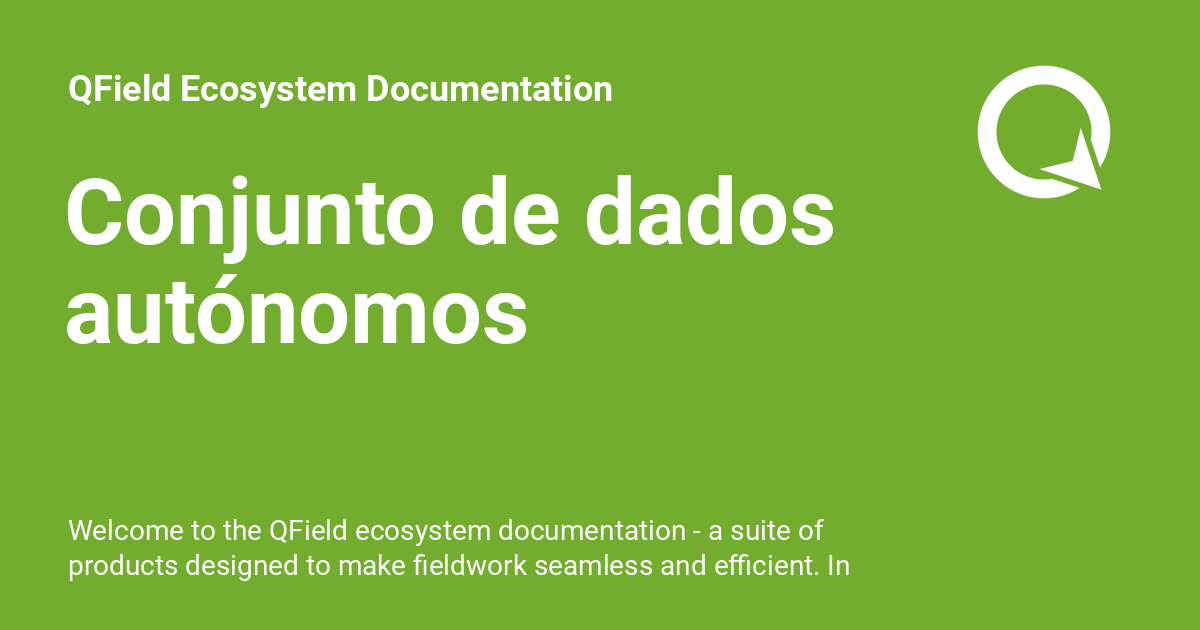 QField Ecosystem Documentation
Conjunto de dados
autónomos
Welcome to the QField ecosystem documentation - a suite of
products designed to make fieldwork seamless and efficient. In